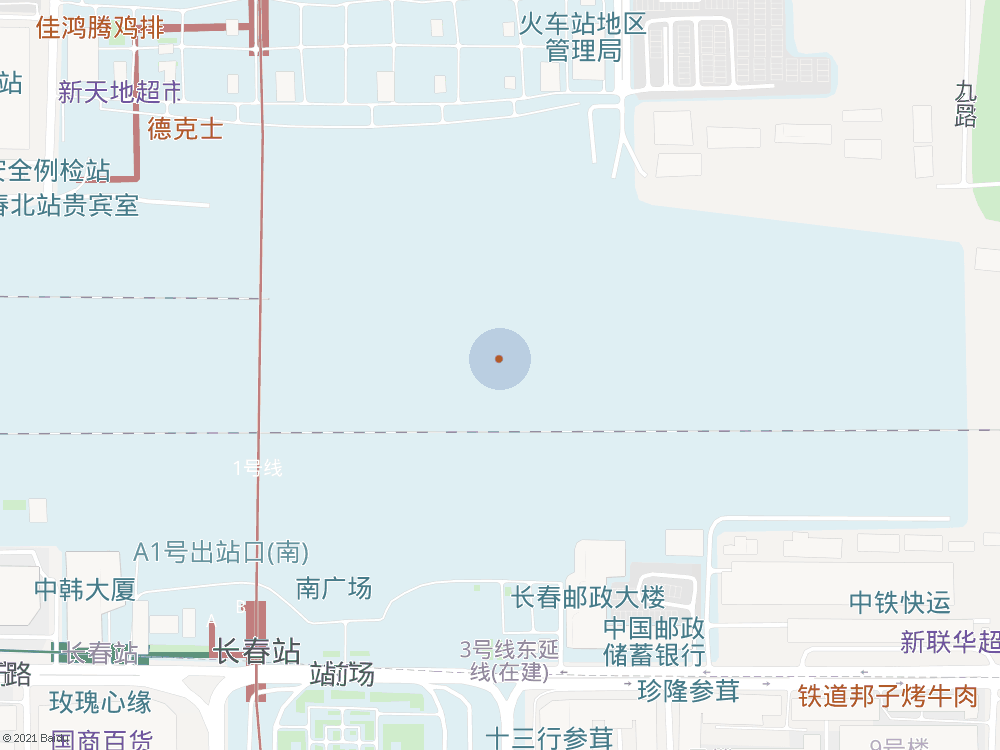 佳鸿腾鸡排
火车站地区
管理局
站
新天地超市
九
路
德克士
安全例检站
春北站贵宾室
1号线
A1号出站口(南)
中韩大厦
南广场
长春邮政大楼
中铁快运
中国邮政
储蓄银行
新联华超
长春站
长春站
3号线东延
线(在建)
路
站前广场
玫瑰心缘
珍隆参茸
铁道邦子烤牛肉
十三行参茸
国商百货
9号楼
© 2021 Baidu